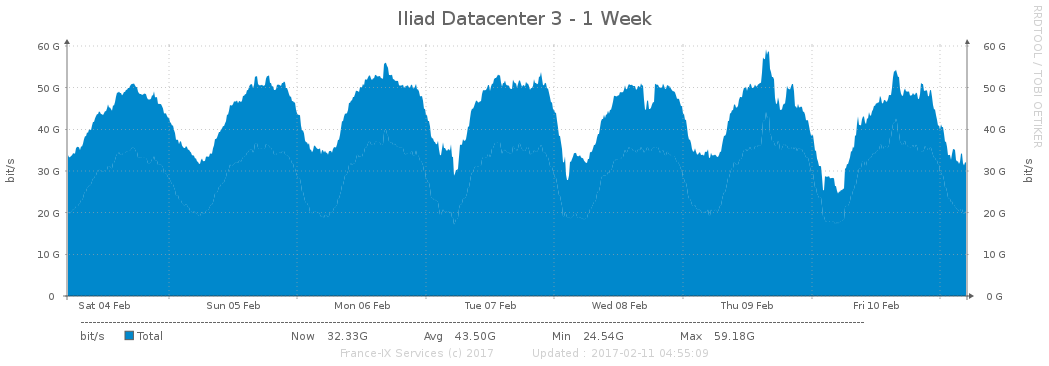 Iliad Datacenter 3 - 1 Week
RRDTOOL / TOBI OETIKER
60 G 60 G
50 G 50 G
40 G 40 G
30 G 30 G
20 G 20 G
10 G 10 G
0 0 G
bit/s
bit/s
Sat 04 Feb Sun 05 Feb Mon 06 Feb Tue 07 Feb Wed 08 Feb Thu 09 Feb Fri 10 Feb
bit/s Total Now 32.33G Avg 43.50G Min 24.54G Max 59.18G
France-IX Services (c) 2017 Updated : 2017-02-11 04:55:09